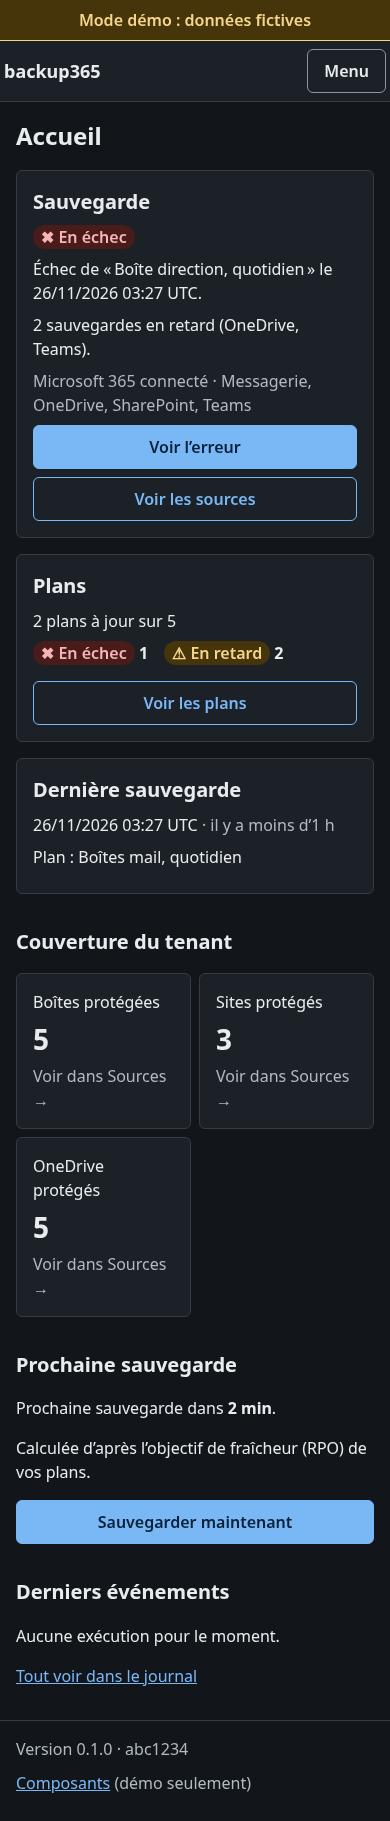 Mode démo : données fictives
backup365
Menu
Accueil
Sauvegarde
✖ En échec
Échec de « Boîte direction, quotidien » le
26/11/2026 03:27 UTC.
2 sauvegardes en retard (OneDrive,
Teams).
Microsoft 365 connecté · Messagerie,
OneDrive, SharePoint, Teams
Voir l’erreur
Voir les sources
Plans
2 plans à jour sur 5
✖ En échec 1 ⚠ En retard 2
Voir les plans
Dernière sauvegarde
26/11/2026 03:27 UTC · il y a moins d’1 h
Plan : Boîtes mail, quotidien
Couverture du tenant
Boîtes protégées
5
Voir dans Sources
→
Sites protégés
3
Voir dans Sources
→
OneDrive
protégés
5
Voir dans Sources
→
Prochaine sauvegarde
Prochaine sauvegarde dans 2 min.
Calculée d’après l’objectif de fraîcheur (RPO) de
vos plans.
Sauvegarder maintenant
Derniers événements
Aucune exécution pour le moment.
Tout voir dans le journal
Version 0.1.0 · abc1234
Composants (démo seulement)